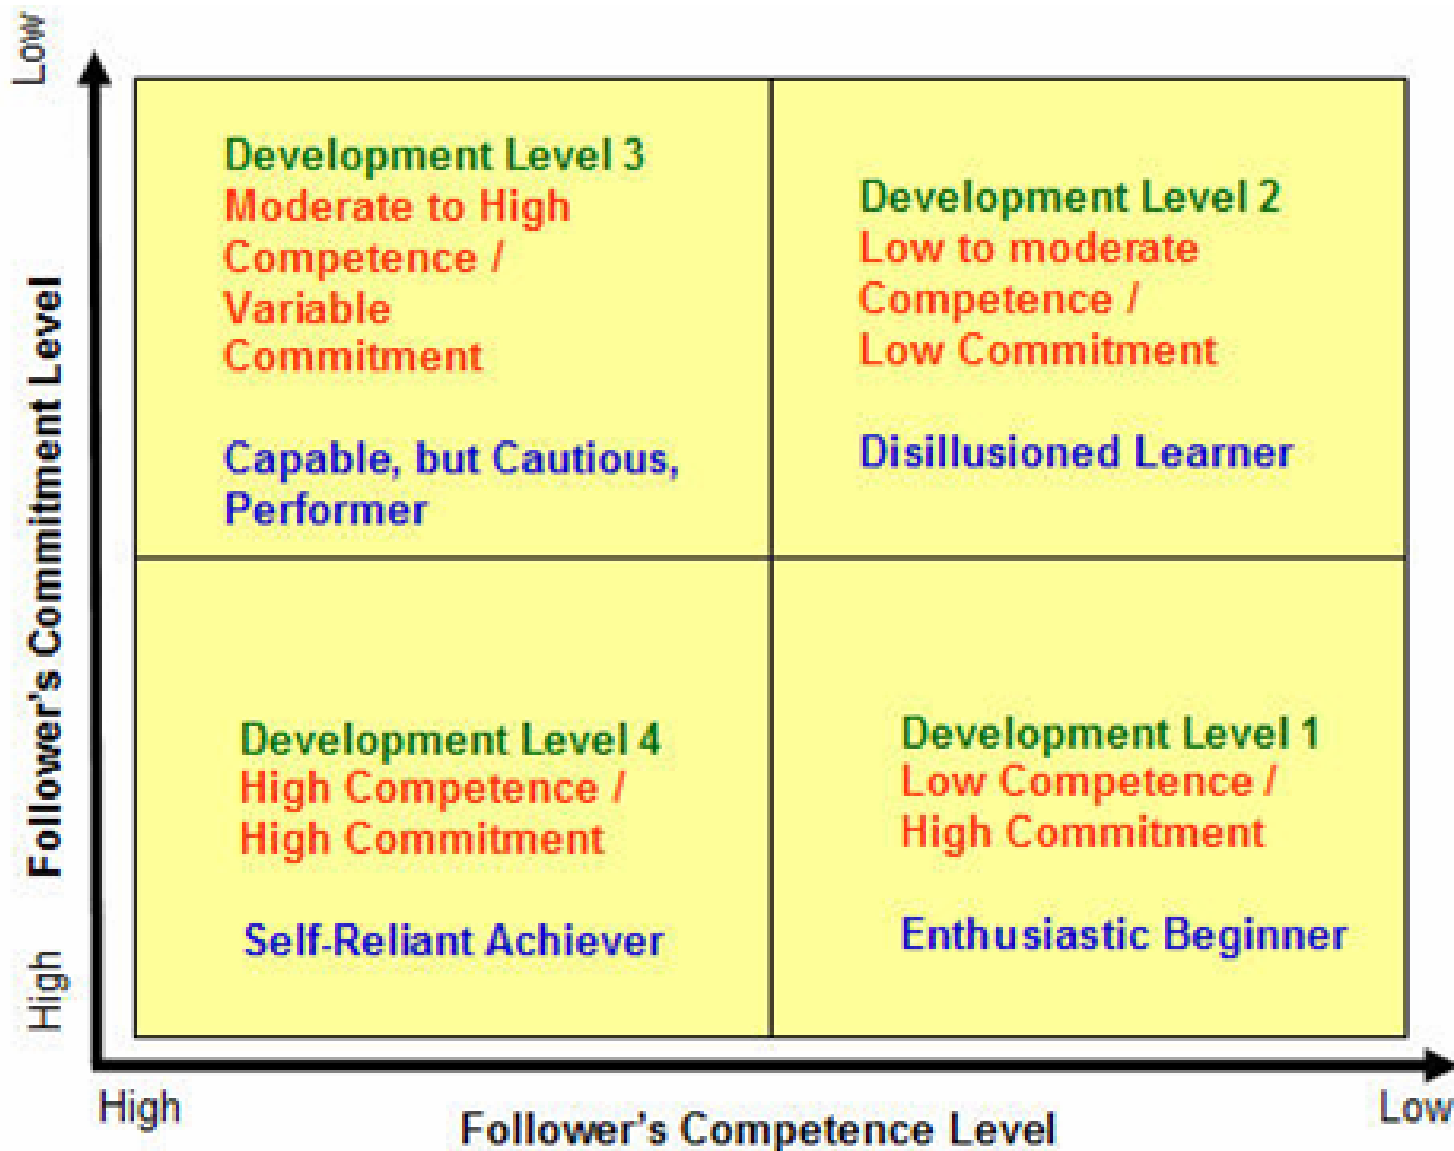 Low
Follower's Commitment Level
High
Development Level 3
Moderate to High
Competence /
Variable
Commitment
Capable, but Cautious,
Performer
Development Level 2
Low to moderate
Competence /
Low Commitment
Disillusioned Learner
Development Level 4
High Competence /
High Commitment
Self-Reliant Achiever
Development Level 1
Low Competence /
High Commitment
Enthusiastic Beginner
High
Follower's Competence Level
Low